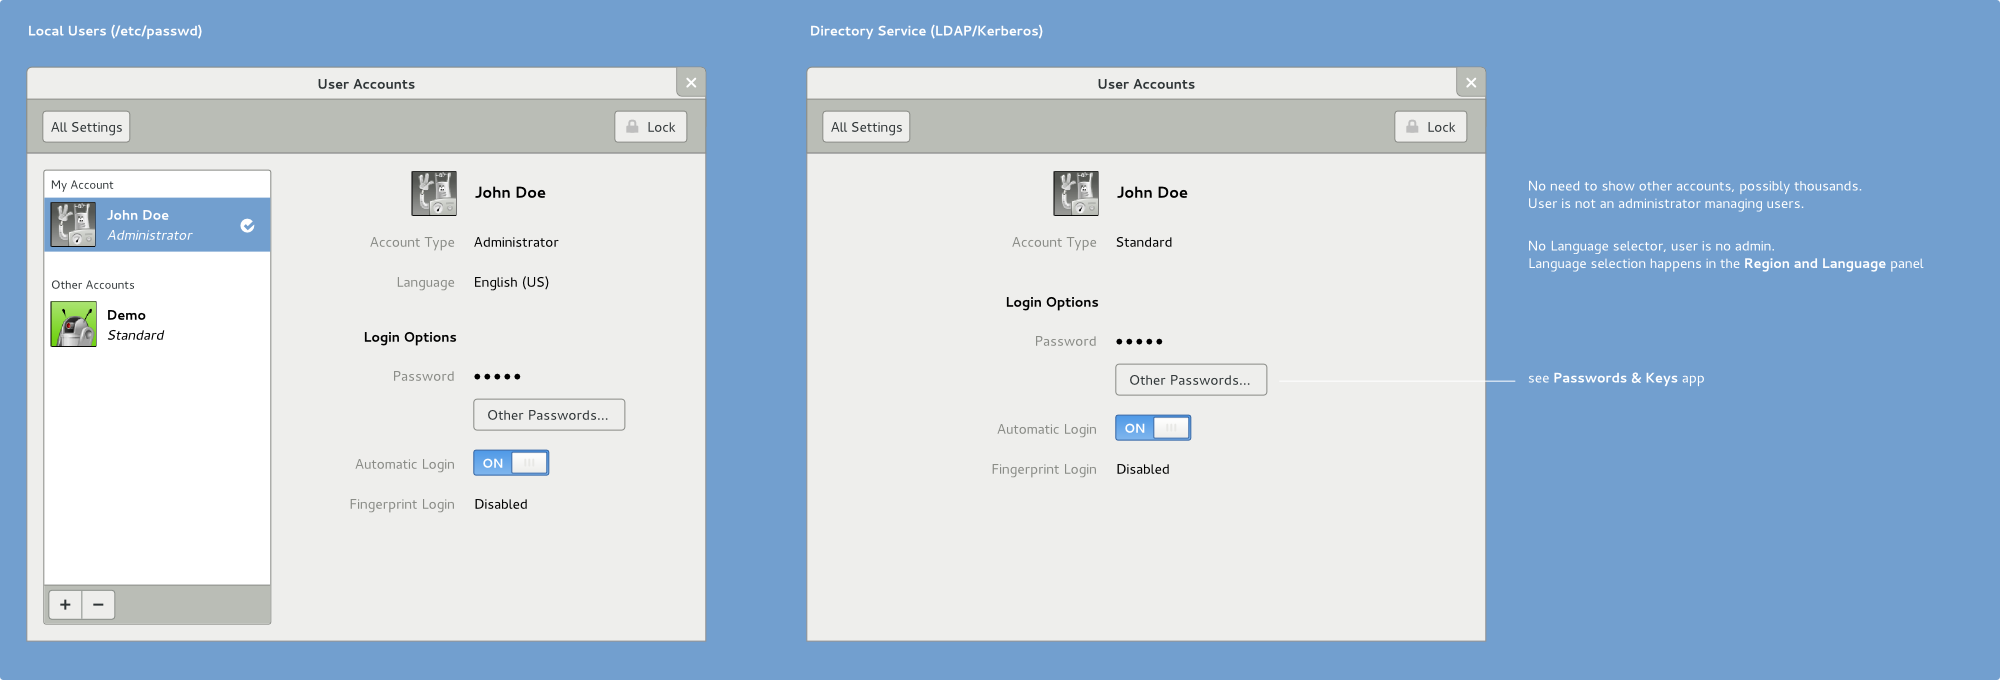 Local Users (/etc/passwd)
User Accounts
All Settings
Lock
My Account
John Doe
Administrator
Other Accounts
Demo
Standard
+ −
John Doe
Account Type Administrator
Language English (US)
Login Options
Password •••••
Other Passwords...
Automatic Login ON
Fingerprint Login Disabled
Directory Service (LDAP/Kerberos)
User Accounts
All Settings
Lock
John Doe
Account Type Standard
Login Options
Password •••••
Other Passwords...
Automatic Login ON
Fingerprint Login Disabled
No need to show other accounts, possibly thousands.
User is not an administrator managing users.
No Language selector, user is no admin.
Language selection happens in the Region and Language panel
see Passwords & Keys app